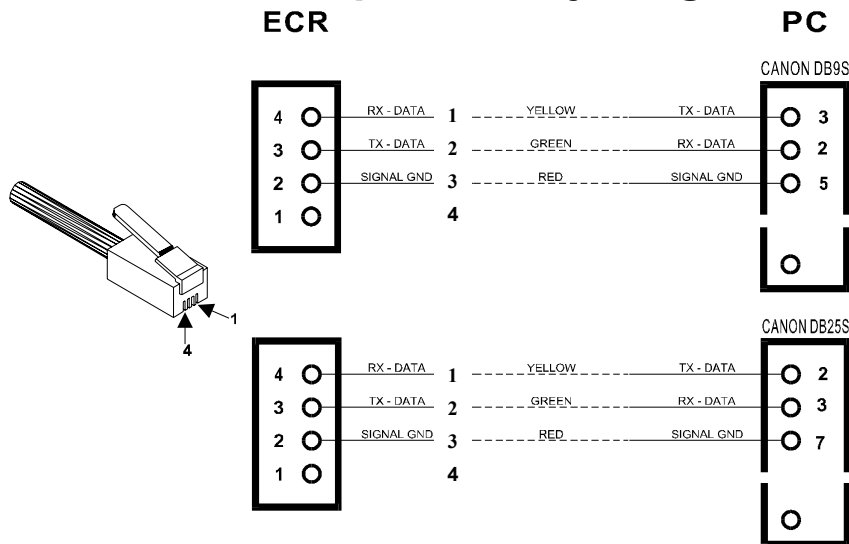 ECR PC
CANON DB9S
4 RX - DATA 1 YELLOW TX - DATA 3
3 TX - DATA 2 GREEN RX - DATA 2
2 SIGNAL GND 3 RED SIGNAL GND 5
1 4
1
4
CANON DB25S
4 RX - DATA 1 YELLOW TX - DATA 2
3 TX - DATA 2 GREEN RX - DATA 3
2 SIGNAL GND 3 RED SIGNAL GND 7
1 4